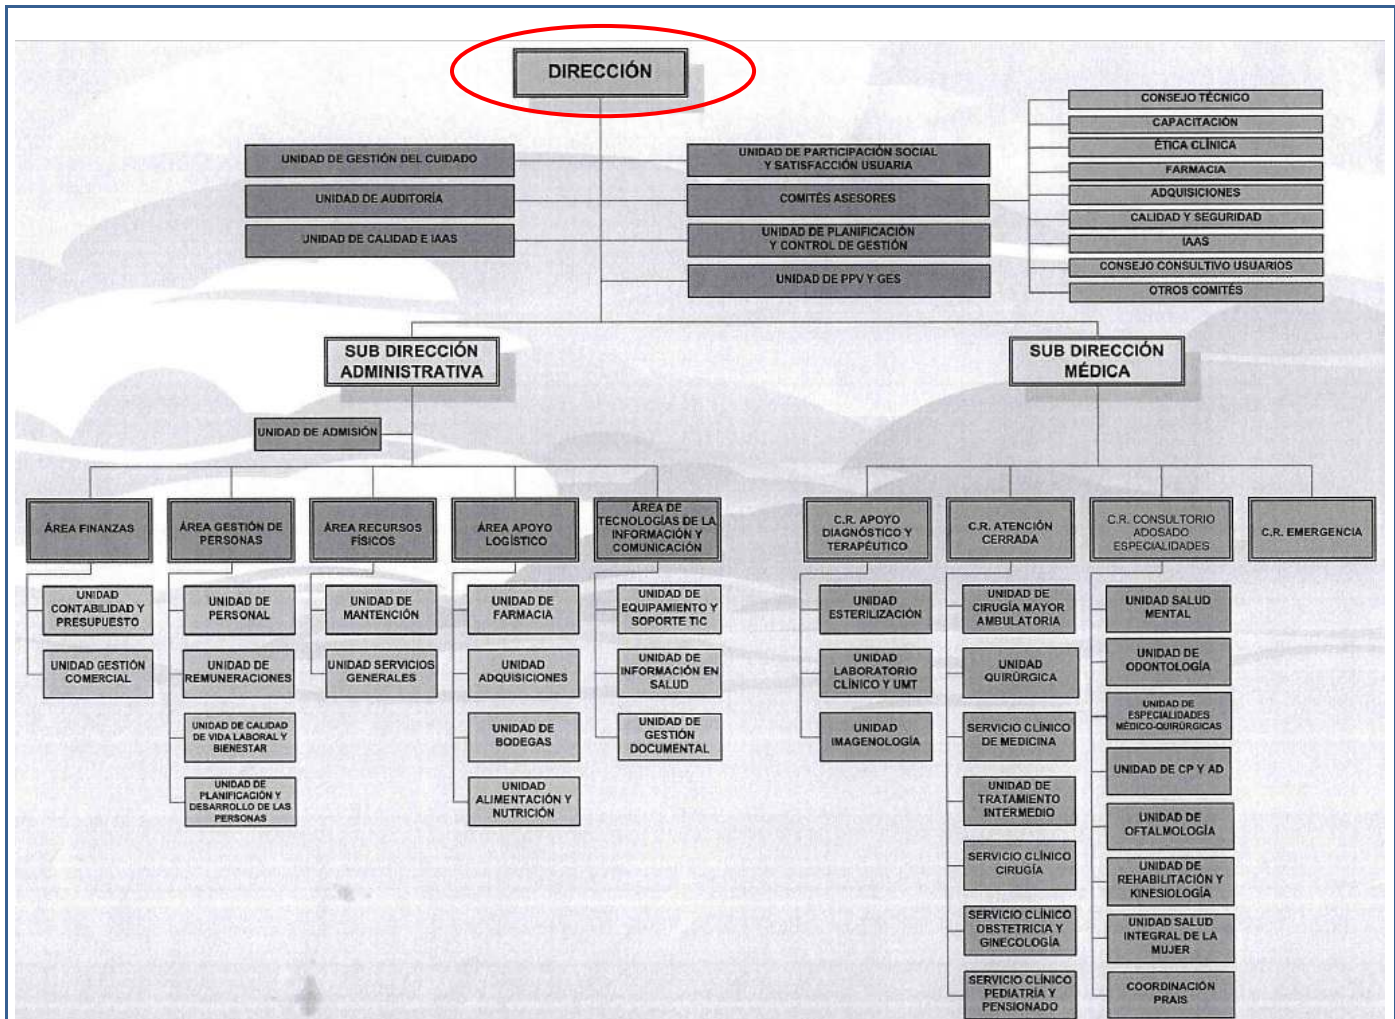 DIRECCIÓN
CONSEJO TÉCNICO
CAPACITACIÓN
ÉTICA CLÍNICA
FARMACIA
ADQUISICIONES
CALIDAD Y SEGURIDAD
IAAS
CONSEJO CONSULTIVO USUARIOS
OTROS COMITÉS
UNIDAD DE GESTIÓN DEL CUIDADO
UNIDAD DE AUDITORÍA
UNIDAD DE CALIDAD E IAAS
UNIDAD DE PARTICIPACIÓN SOCIAL
Y SATISFACCIÓN USUARIA
COMITÉS ASESORES
UNIDAD DE PLANIFICACIÓN
Y CONTROL DE GESTIÓN
UNIDAD DE PPV Y GES
SUB DIRECCIÓN
ADMINISTRATIVA
SUB DIRECCIÓN
MÉDICA
UNIDAD DE ADMISIÓN
ÁREA FINANZAS
ÁREA GESTIÓN DE
PERSONAS
ÁREA RECURSOS
FÍSICOS
ÁREA APOYO
LOGÍSTICO
ÁREA DE
TECNOLOGÍAS DE LA
INFORMACIÓN Y
COMUNICACIÓN
C.R. APOYO
DIAGNÓSTICO Y
TERAPÉUTICO
C.R. ATENCIÓN
CERRADA
C.R. CONSULTORIO
ADOSADO
ESPECIALIDADES
C.R. EMERGENCIA
UNIDAD
CONTABILIDAD Y
PRESUPUESTO
UNIDAD GESTIÓN
COMERCIAL
UNIDAD DE
PERSONAL
UNIDAD DE
REMUNERACIONES
UNIDAD DE CALIDAD
DE VIDA LABORAL Y
BIENESTAR
UNIDAD DE
PLANIFICACIÓN Y
DESARROLLO DE LAS
PERSONAS
UNIDAD DE
MANTENCIÓN
UNIDAD SERVICIOS
GENERALES
UNIDAD DE
FARMACIA
UNIDAD
ADQUISICIONES
UNIDAD DE
BODEGAS
UNIDAD
ALIMENTACIÓN Y
NUTRICIÓN
UNIDAD DE
EQUIPAMIENTO Y
SOPORTE TIC
UNIDAD DE
INFORMACIÓN EN
SALUD
UNIDAD DE
GESTIÓN
DOCUMENTAL
UNIDAD
ESTERILIZACIÓN
UNIDAD
LABORATORIO
CLÍNICO Y UMT
UNIDAD
IMAGENOLOGÍA
UNIDAD DE
CIRUGÍA MAYOR
AMBULATORIA
UNIDAD
QUIRÚRGICA
SERVICIO CLÍNICO
DE MEDICINA
UNIDAD DE
TRATAMIENTO
INTERMEDIO
SERVICIO CLÍNICO
CIRUGÍA
SERVICIO CLÍNICO
OBSTETRICIA Y
GINECOLOGÍA
SERVICIO CLÍNICO
PEDIATRÍA Y
PENSIONADO
UNIDAD SALUD
MENTAL
UNIDAD DE
ODONTOLOGÍA
UNIDAD DE
ESPECIALIDADES
MÉDICO-QUIRÚRGICAS
UNIDAD DE CP Y AD
UNIDAD DE
OFTALMOLOGÍA
UNIDAD DE
REHABILITACIÓN Y
KINESIOLOGÍA
UNIDAD SALUD
INTEGRAL DE LA
MUJER
COORDINACIÓN
PRAIS